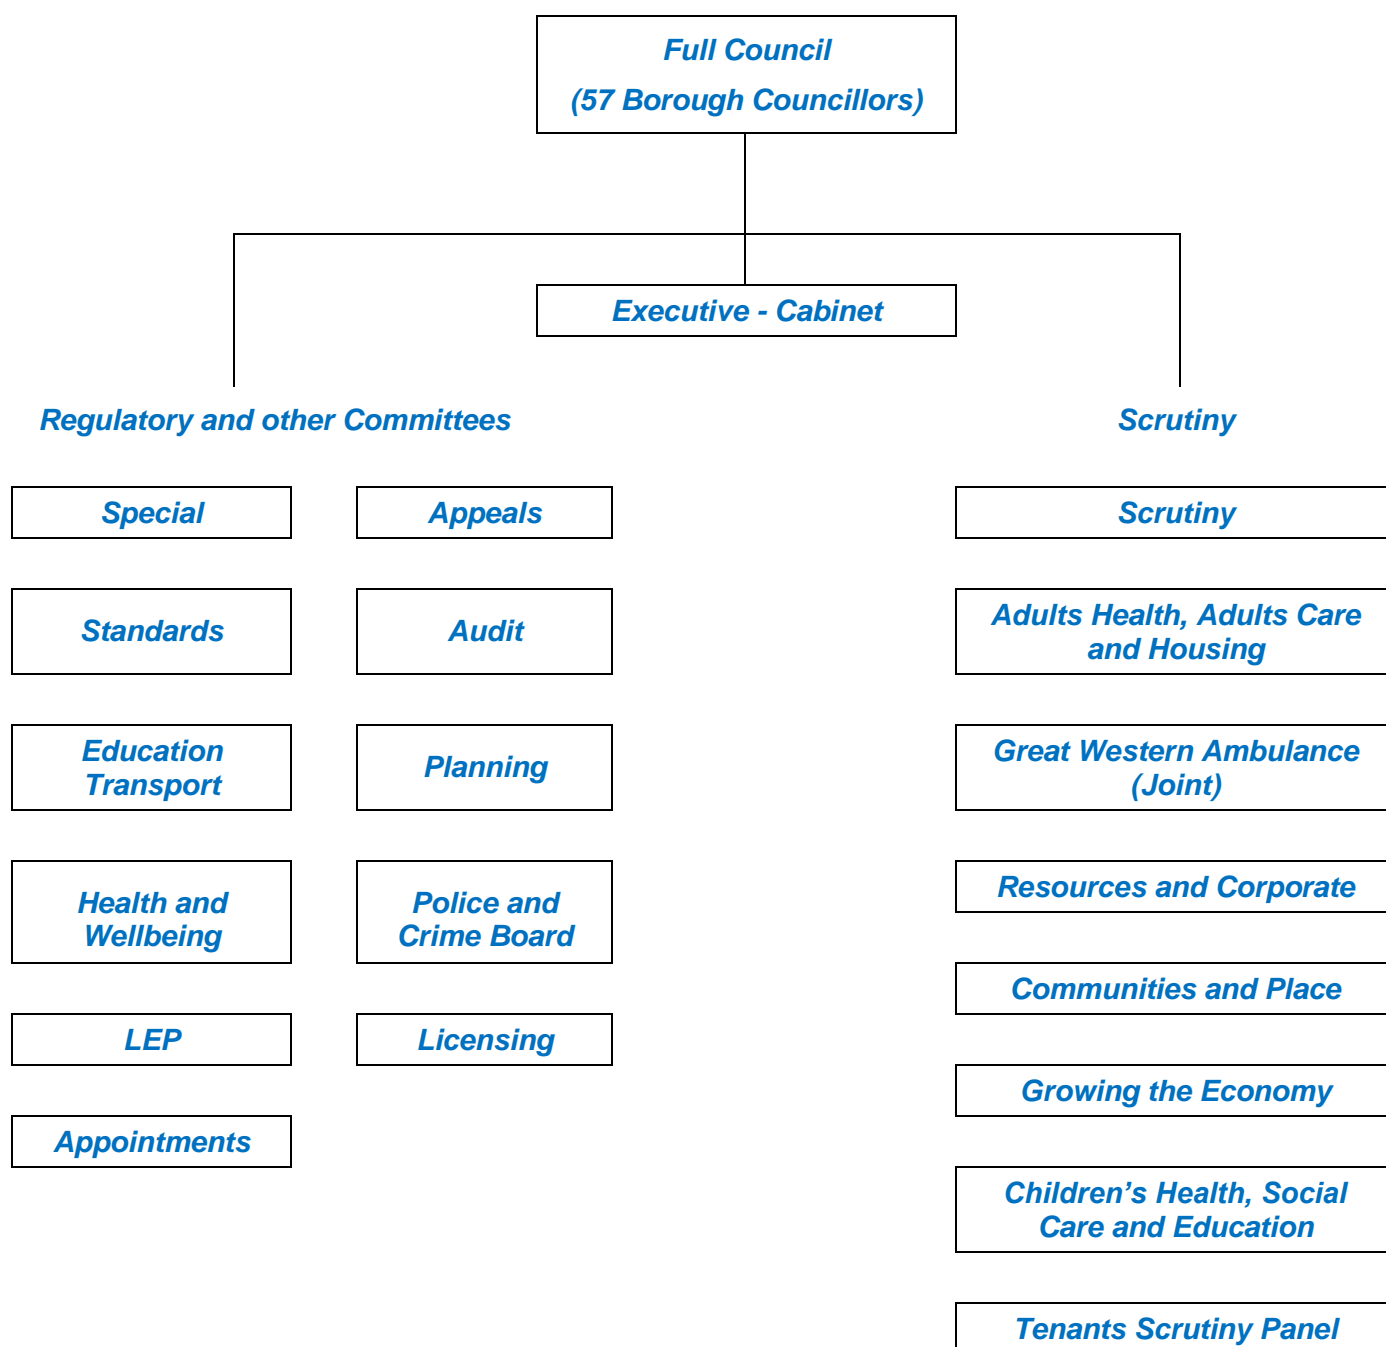 Full Council
(57 Borough Councillors)
Executive - Cabinet
Regulatory and other Committees
Scrutiny
Special
Appeals
Scrutiny
Standards
Audit
Adults Health, Adults Care
and Housing
Education
Transport
Planning
Great Western Ambulance
(Joint)
Health and
Wellbeing
Police and
Crime Board
Resources and Corporate
Communities and Place
LEP
Licensing
Growing the Economy
Appointments
Children’s Health, Social
Care and Education
Tenants Scrutiny Panel